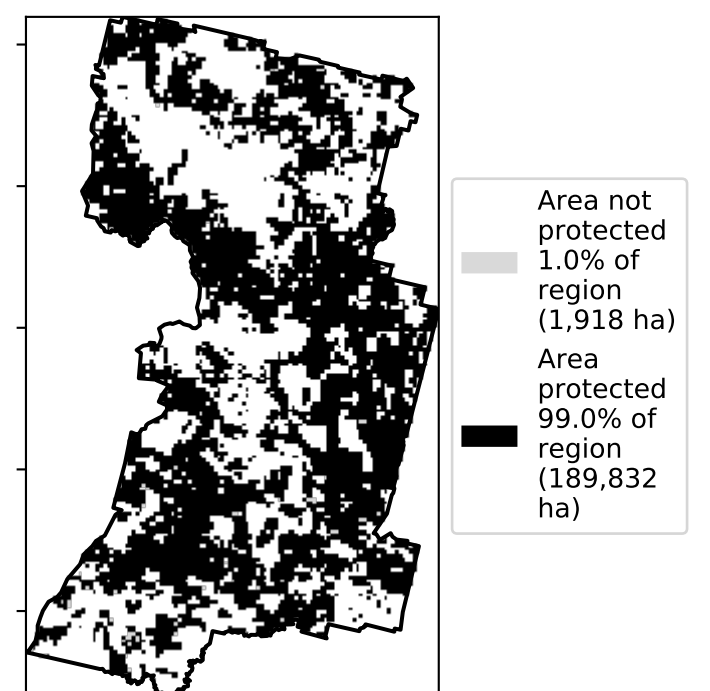 Area not
protected
1.0% of
region
(1,918 ha)
Area
protected
99.0% of
region
(189,832
ha)